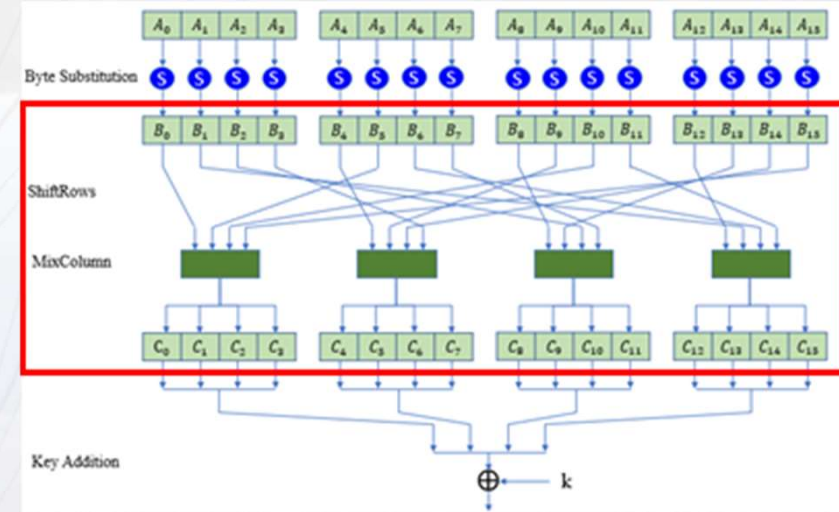 A₀ A₁ A₂ A₃ A₄ A₅ A₆ A₇ A₈ A₉ A₁₀ A₁₁ A₁₂ A₁₃ A₁₄ A₁₅
Byte Substitution S S S S S S S S S S S S S S S S
B₀ B₁ B₂ B₃ B₄ B₅ B₆ B₇ B₈ B₉ B₁₀ B₁₁ B₁₂ B₁₃ B₁₄ B₁₅
ShiftRows
MixColumn
C₀ C₁ C₂ C₃ C₄ C₅ C₆ C₇ C₈ C₉ C₁₀ C₁₁ C₁₂ C₁₃ C₁₄ C₁₅
Key Addition
k